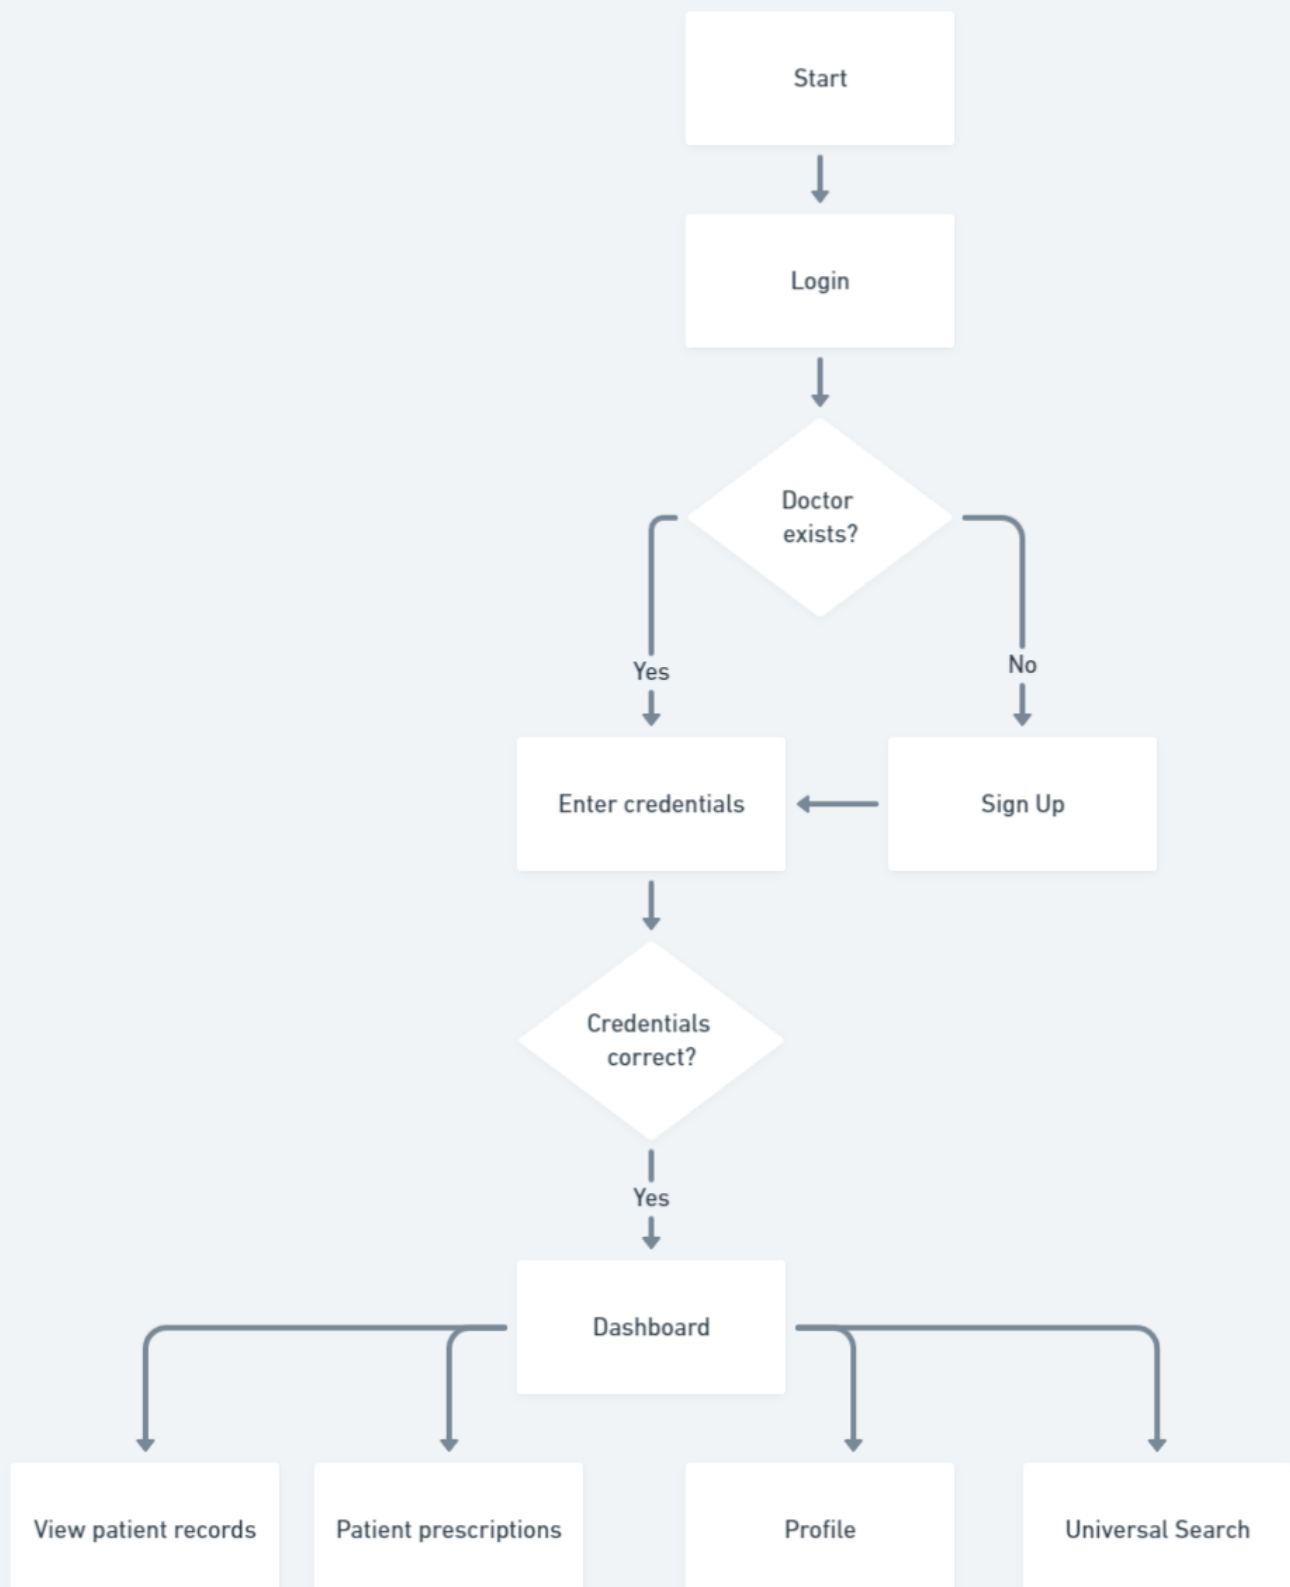 Start
Login
Doctor
exists?
Yes
No
Enter credentials
Sign Up
Credentials
correct?
Yes
Dashboard
View patient records
Patient prescriptions
Profile
Universal Search